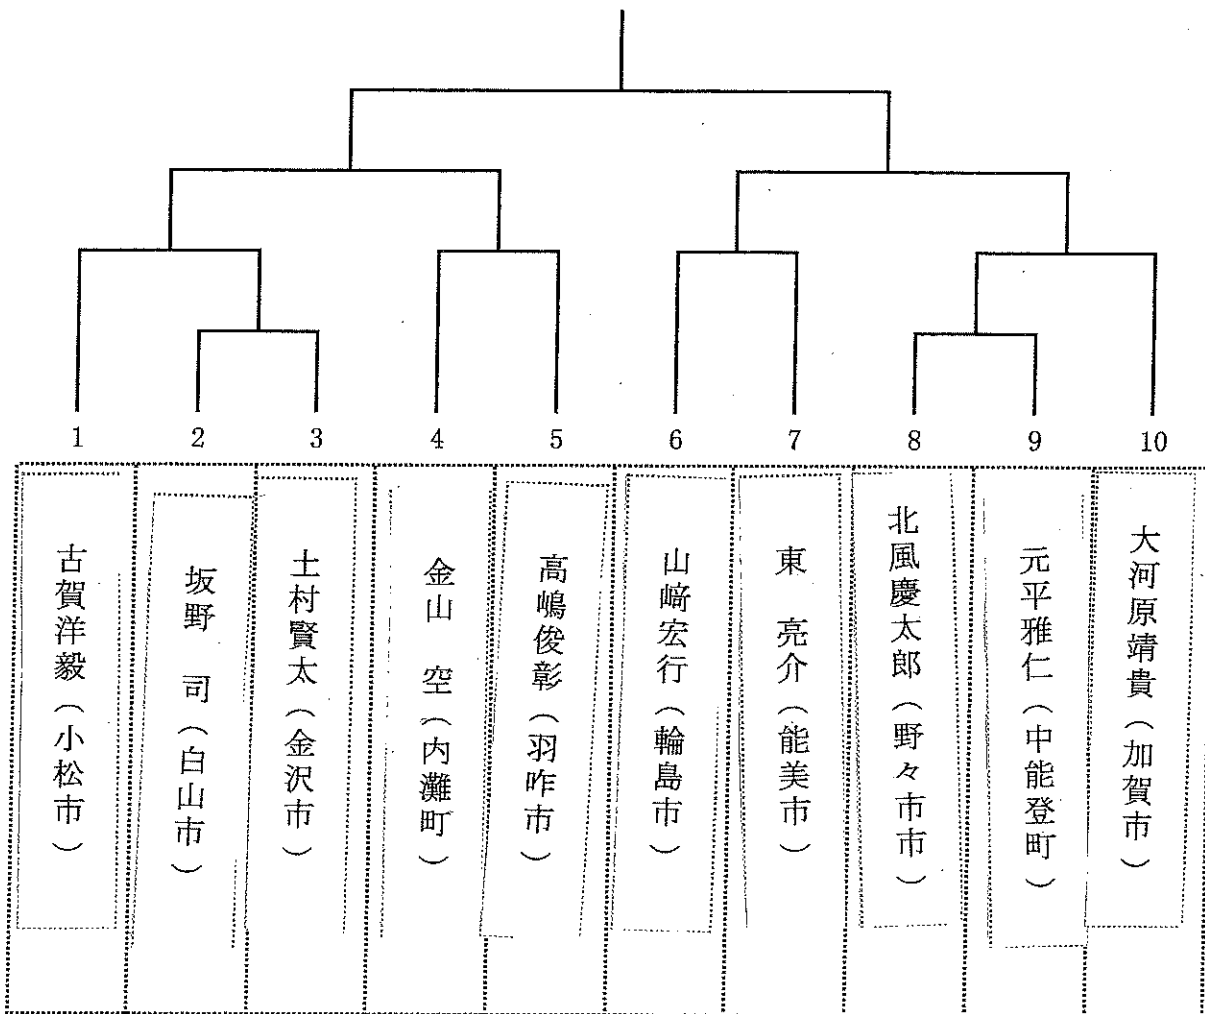 1 2 3 4 5 6 7 8 9 10
古賀洋毅（小松市）
坂野 司（白山市）
土村賢太（金沢市）
金山 空（内灘町）
高嶋俊彰（羽咋市）
山﨑宏行（輪島市）
東 亮介（能美市）
北風慶太郎（野々市市）
元平雅仁（中能登町）
大河原靖貴（加賀市）